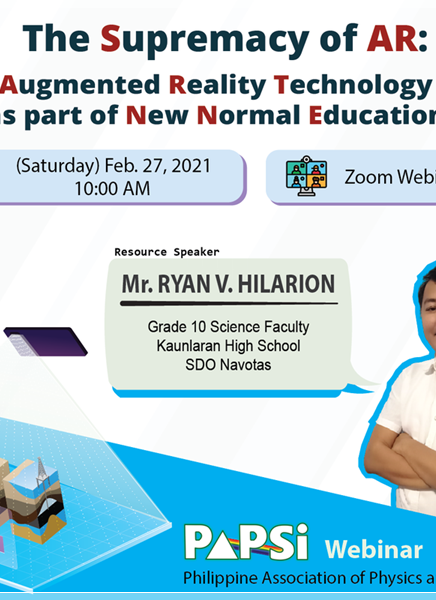 The Supremacy of AR:
Augmented Reality Technology
as part of New Normal Education
(Saturday) Feb. 27, 2021
10:00 AM
Zoom Webi
Resource Speaker
Mr. RYAN V. HILARION
Grade 10 Science Faculty
Kaunlaran High School
SDO Navotas
PAPSi Webinar
Philippine Association of Physics a